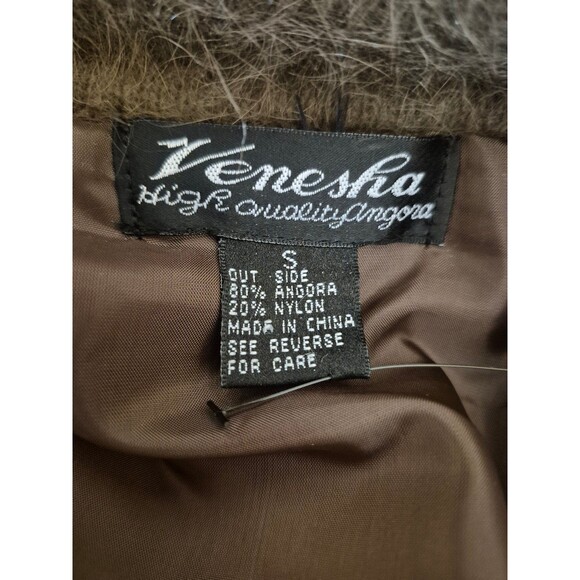 Venesha
High Quality Angora
S
OUT SIDE
80% ANGORA
20% NYLON
MADE IN CHINA
SEE REVERSE
FOR CARE